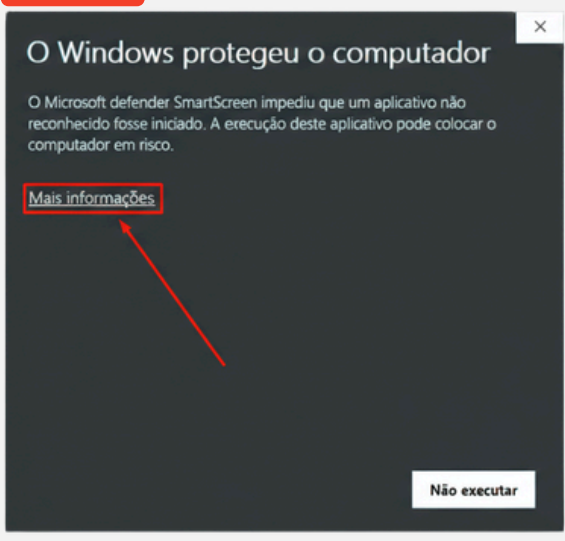 O Windows protegeu o computador
O Microsoft defender SmartScreen impediu que um aplicativo não
reconhecido fosse iniciado. A execução deste aplicativo pode colocar o
computador em risco.
Mais informações
Não executar